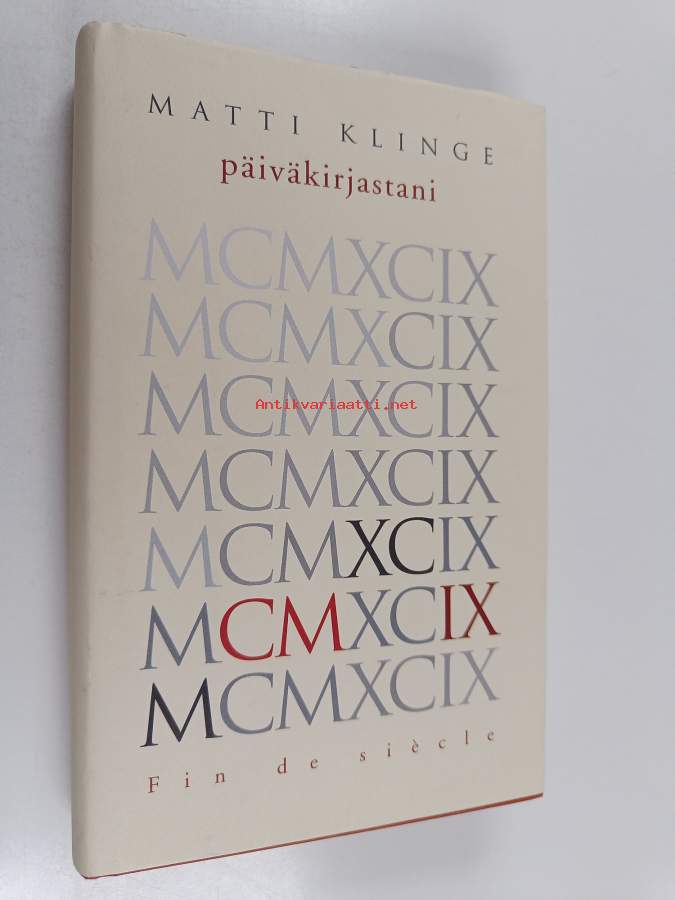 MATTI KLINGE
päiväkirjastani
MCMXCIX
MCMXCIX
MCMXCIX
Antikvariaatti.net
MCMXCIX
MCMXCIX
MCMXCIX
MCMXCIX
Fin de siècle